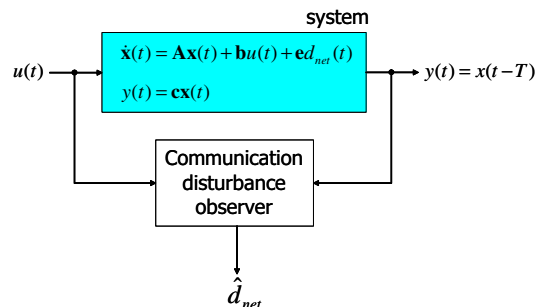 system
ẋ(t) = Ax(t) + bu(t) + ed_net(t)
u(t)
y(t) = x(t−T)
y(t) = cx(t)
Communication
disturbance
observer
d̂_net